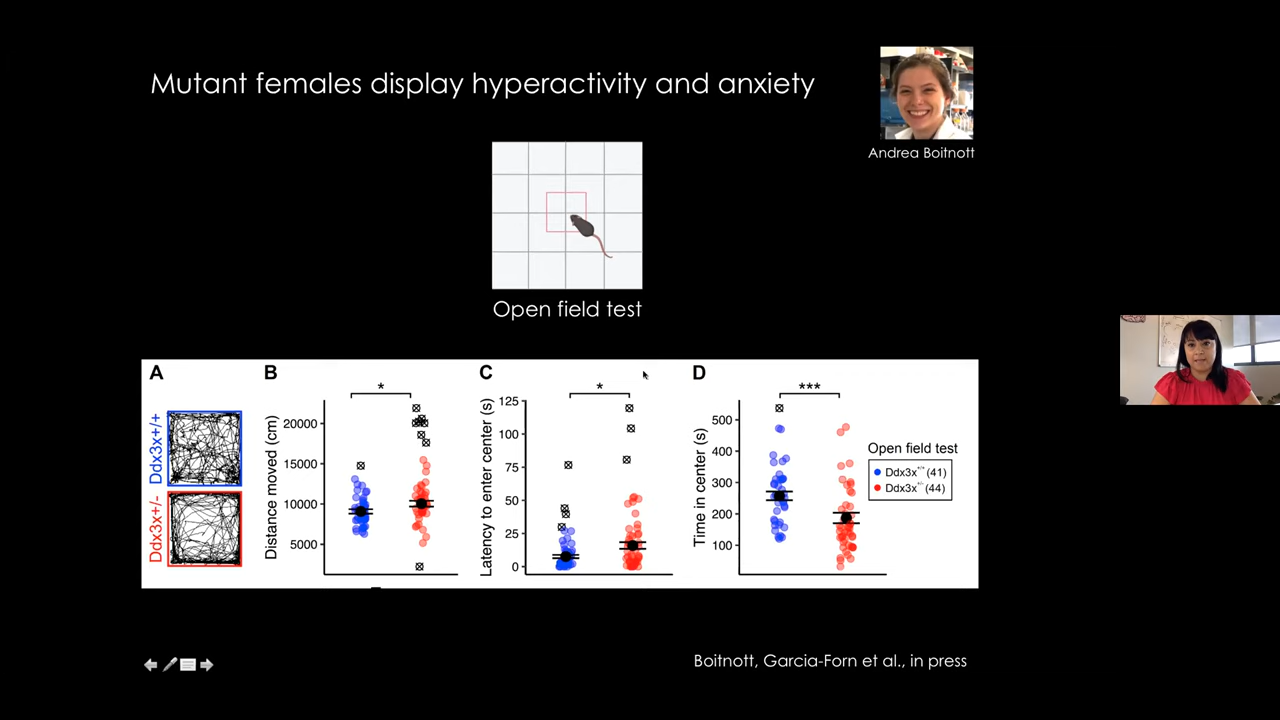 Mutant females display hyperactivity and anxiety
Andrea Boitnott
Open field test
A
Ddx3x+/+
Ddx3x+/-
B
*
Distance moved (cm)
20000
15000
10000
5000
C
*
Latency to enter center (s)
125
100
75
50
25
0
D
***
Time in center (s)
500
400
300
200
100
Open field test
Ddx3x+/+ (41)
Ddx3x+/- (44)
Boitnott, Garcia-Forn et al., in press